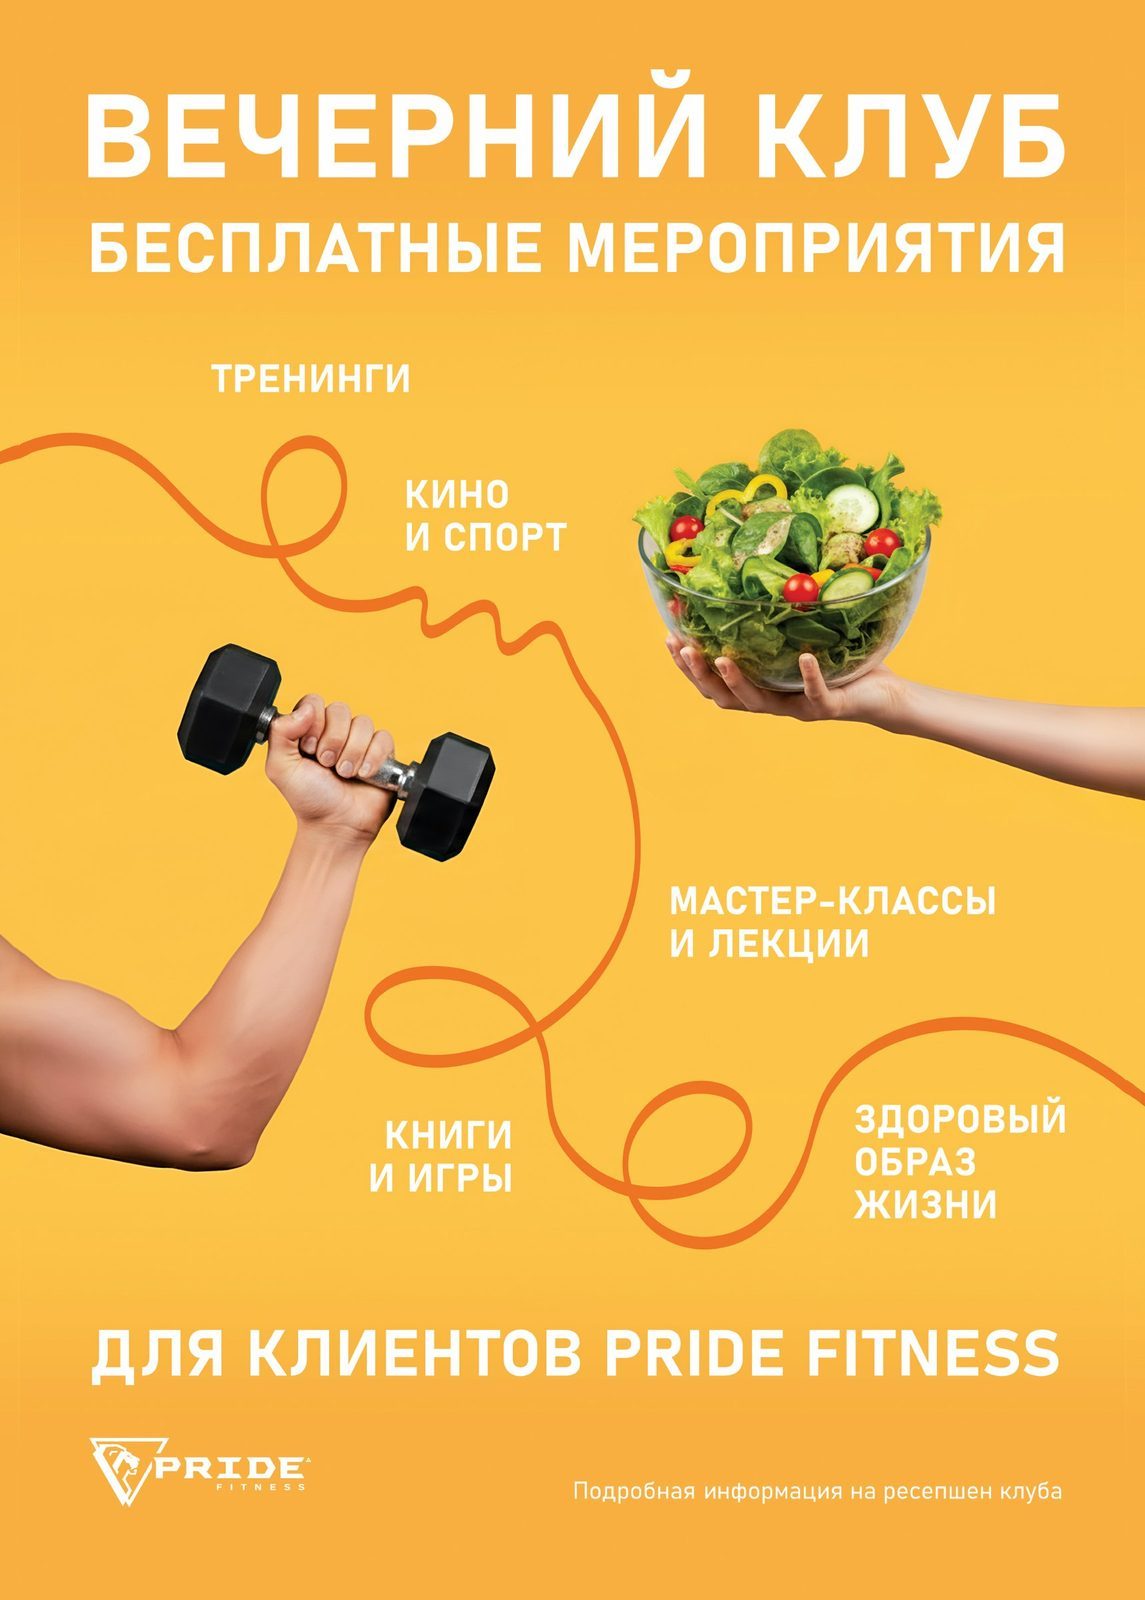 ВЕЧЕРНИЙ КЛУБ
БЕСПЛАТНЫЕ МЕРОПРИЯТИЯ
ТРЕНИНГИ
КИНО
И СПОРТ
МАСТЕР-КЛАССЫ
И ЛЕКЦИИ
КНИГИ
И ИГРЫ
ЗДОРОВЫЙ
ОБРАЗ
ЖИЗНИ
ДЛЯ КЛИЕНТОВ PRIDE FITNESS
PRIDE
FITNESS
Подробная информация на ресепшен клуба